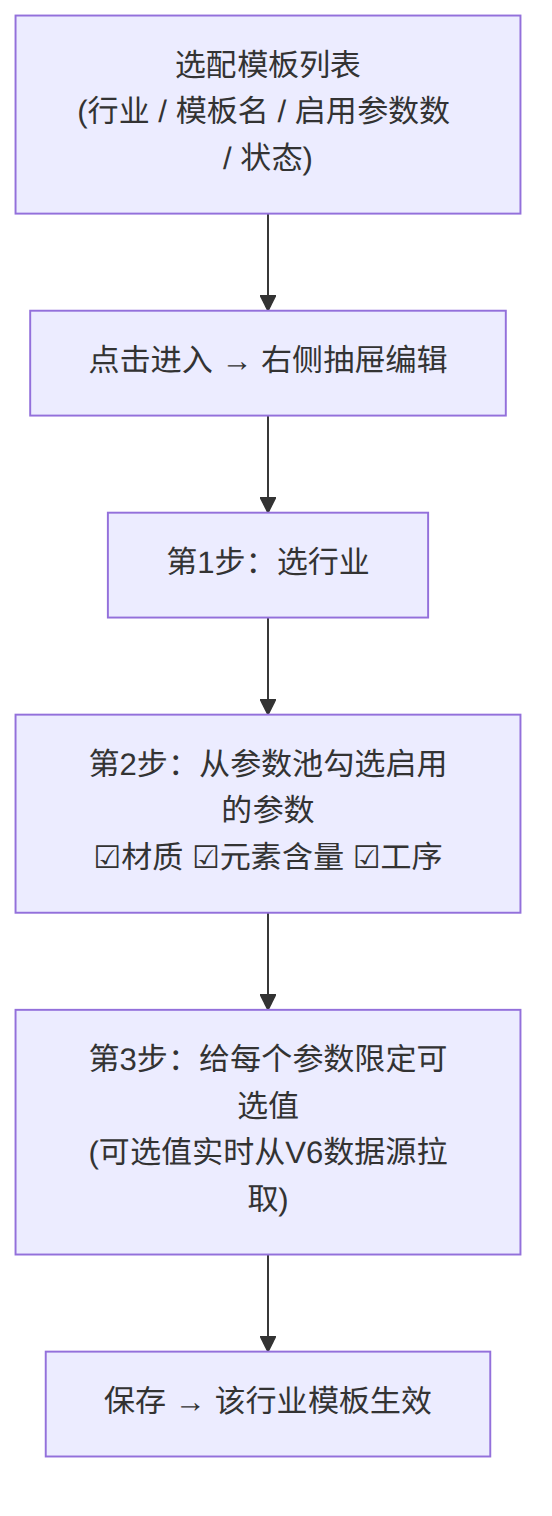 选配模板列表
(行业 / 模板名 / 启用参数数
/ 状态)
点击进入 → 右侧抽屉编辑
第1步：选行业
第2步：从参数池勾选启用
的参数
☑材质 ☑元素含量 ☑工序
第3步：给每个参数限定可
选值
(可选值实时从V6数据源拉
取)
保存 → 该行业模板生效